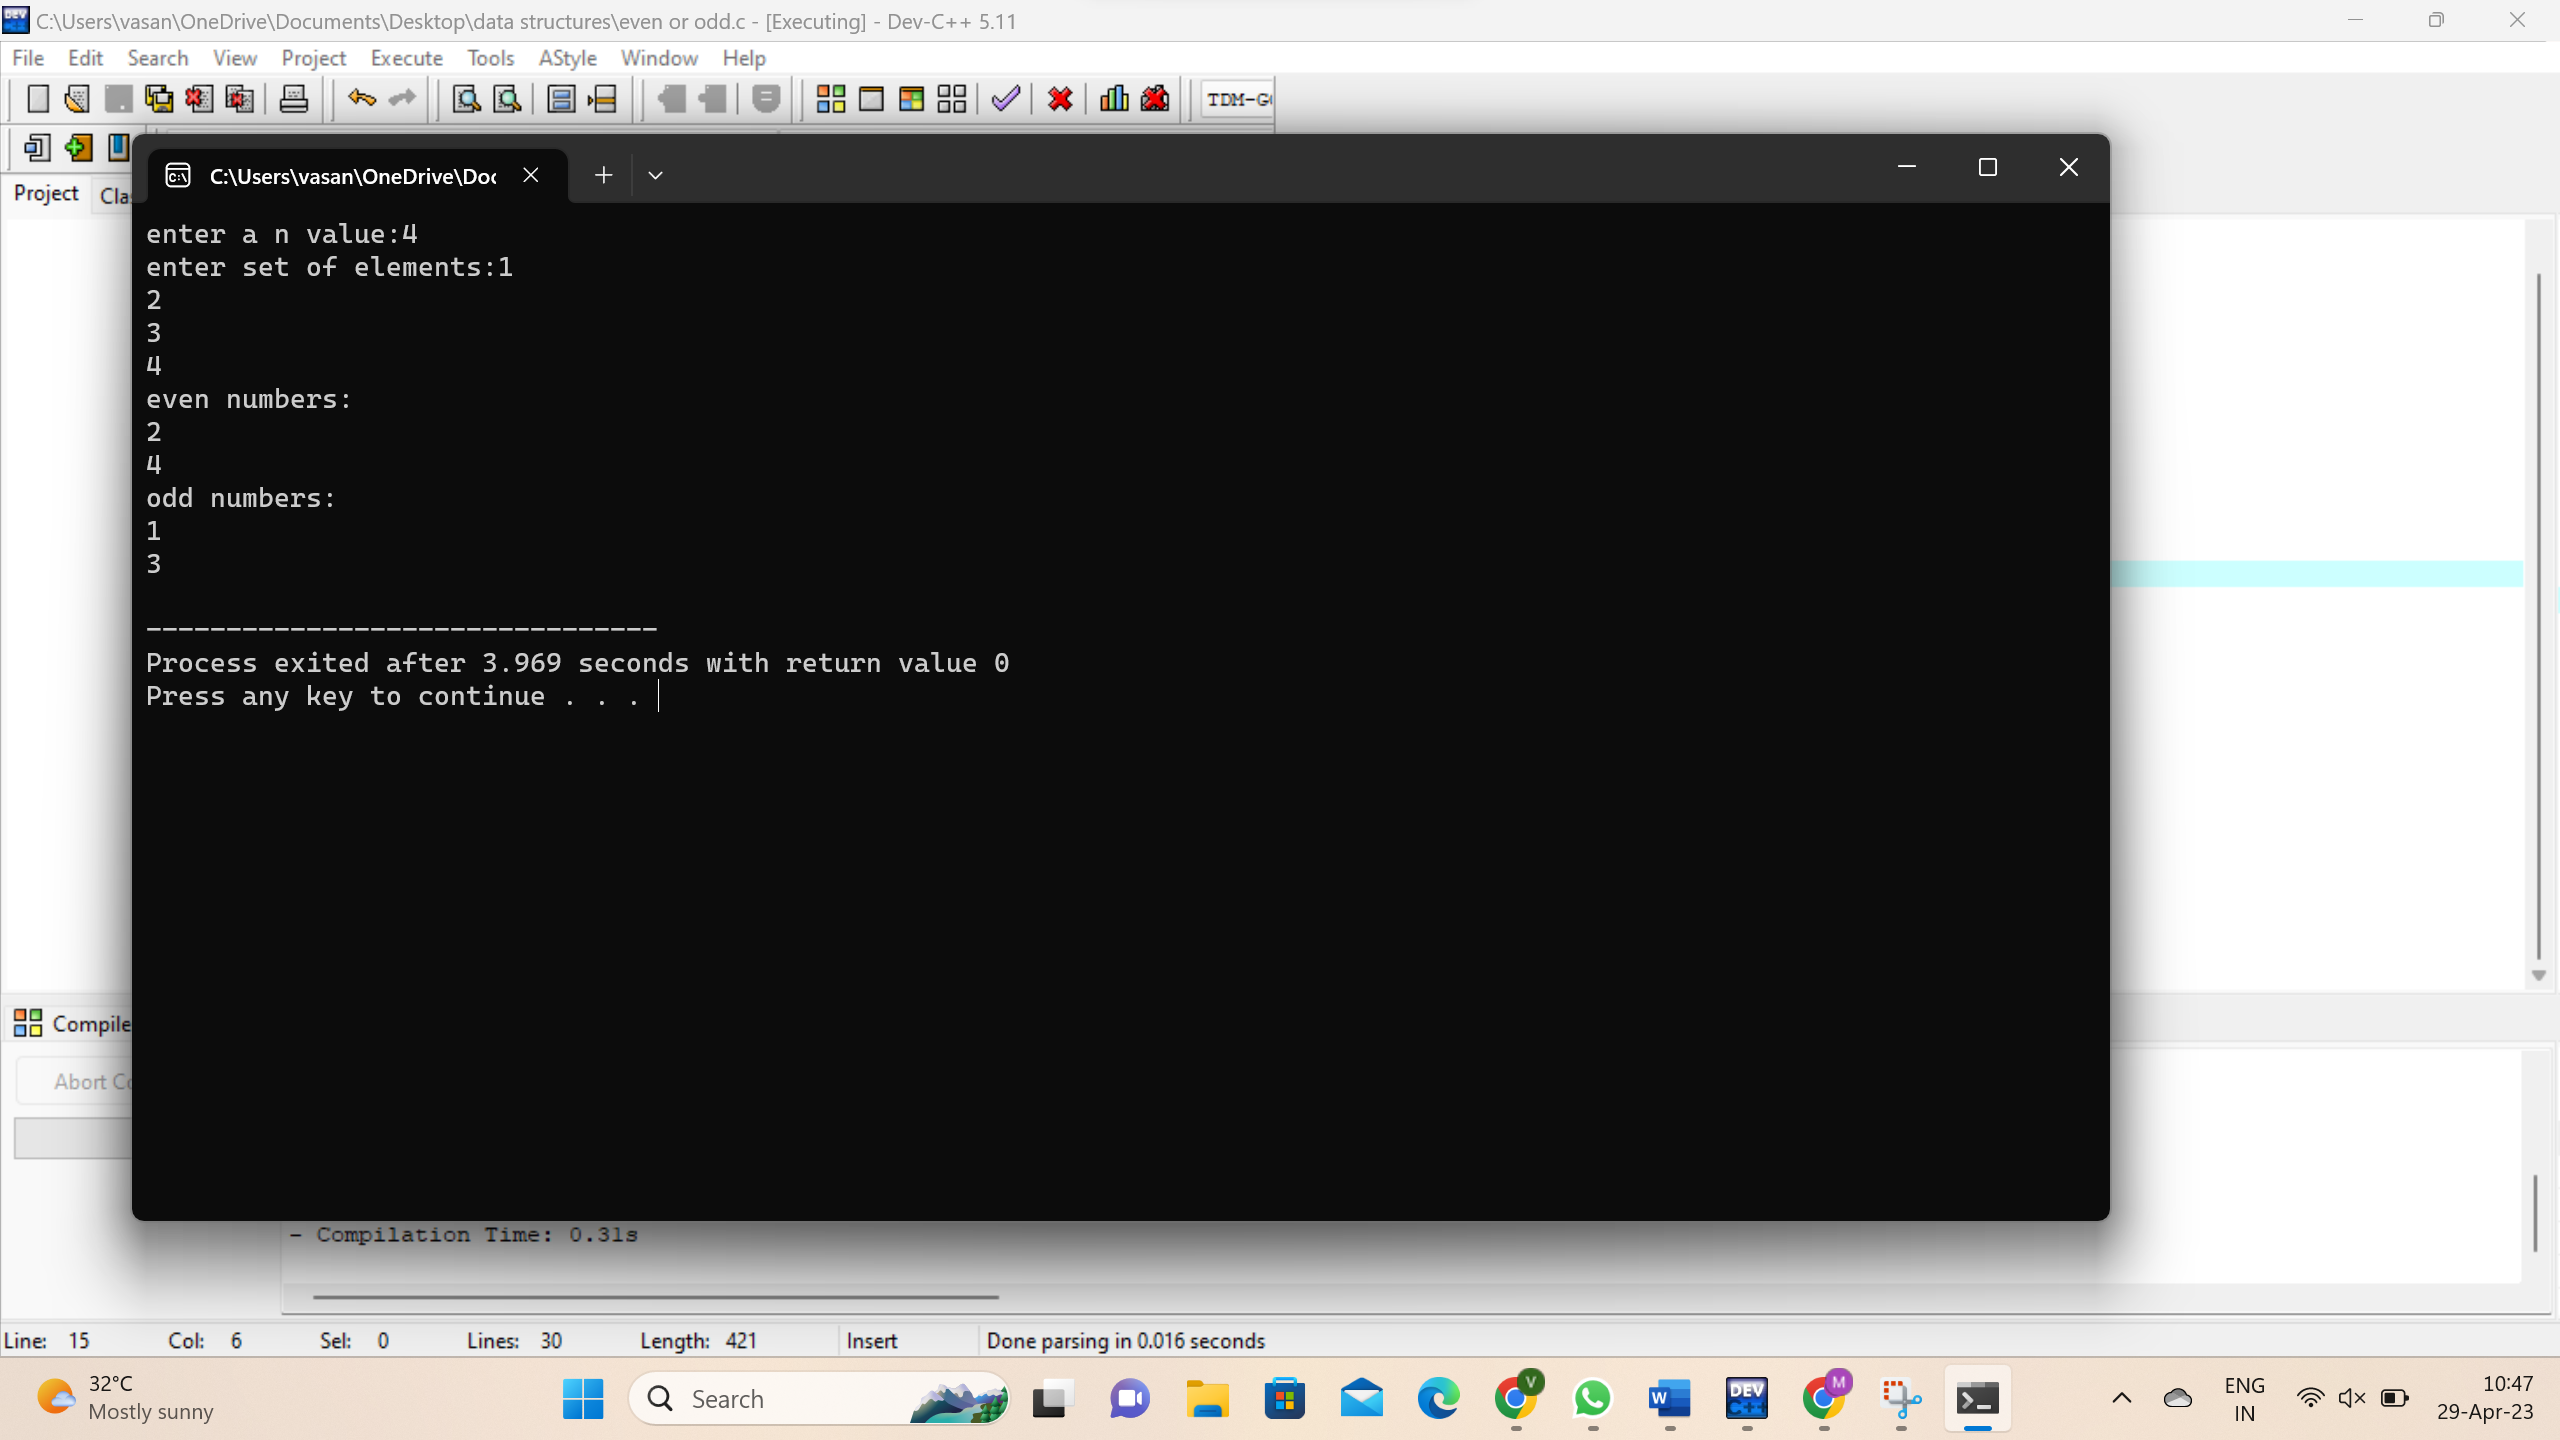 C:\Users\vasan\OneDrive\Documents\Desktop\data structures\even or odd.c - [Executing] - Dev-C++ 5.11
File Edit Search View Project Execute Tools AStyle Window Help
TDM-G
C:\Users\vasan\OneDrive\Doc
Project Clas
enter a n value:4
enter set of elements:1
2
3
4
even numbers:
2
4
odd numbers:
1
3
--------------------------------
Process exited after 3.969 seconds with return value 0
Press any key to continue . . .
Compile
Abort Co
- Compilation Time: 0.31s
Line: 15 Col: 6 Sel: 0 Lines: 30 Length: 421 Insert Done parsing in 0.016 seconds
32°C
Mostly sunny
Search
V
W
DEV
C++
M
ENG
IN
10:47
29-Apr-23